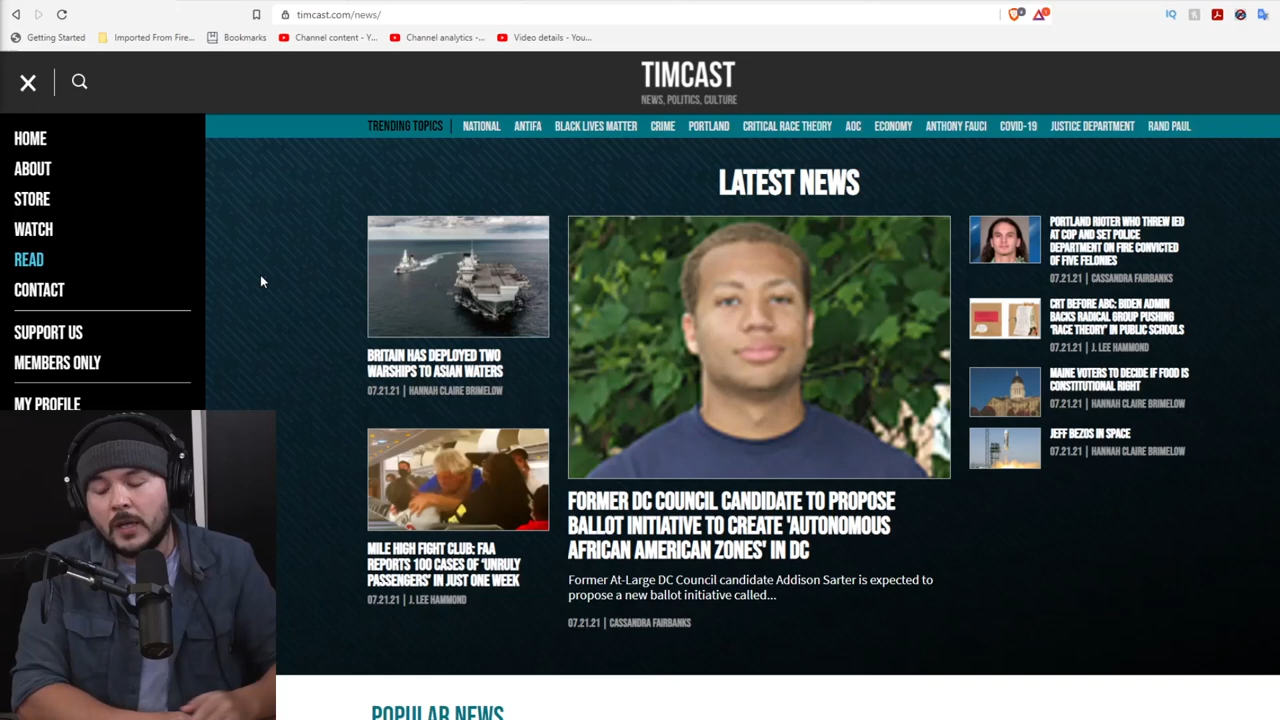 timcast.com/news/
Getting Started
Imported From Fire...
Bookmarks
Channel content - Y...
Channel analytics -...
Video details - You...
IQ
TIMCAST
NEWS, POLITICS, CULTURE
HOME
ABOUT
STORE
WATCH
READ
CONTACT
SUPPORT US
MEMBERS ONLY
MY PROFILE
TRENDING TOPICS NATIONAL ANTIFA BLACK LIVES MATTER CRIME PORTLAND CRITICAL RACE THEORY AOC ECONOMY ANTHONY FAUCI COVID-19 JUSTICE DEPARTMENT RAND PAUL
LATEST NEWS
BRITAIN HAS DEPLOYED TWO
WARSHIPS TO ASIAN WATERS
07.21.21 | HANNAH CLAIRE BRIMELOW
MILE HIGH FIGHT CLUB: FAA
REPORTS 100 CASES OF 'UNRULY
PASSENGERS' IN JUST ONE WEEK
07.21.21 | J. LEE HAMMOND
FORMER DC COUNCIL CANDIDATE TO PROPOSE
BALLOT INITIATIVE TO CREATE 'AUTONOMOUS
AFRICAN AMERICAN ZONES' IN DC
Former At-Large DC Council candidate Addison Sarter is expected to
propose a new ballot initiative called...
07.21.21 | CASSANDRA FAIRBANKS
PORTLAND RIOTER WHO THREW IED
AT COP AND SET POLICE
DEPARTMENT ON FIRE CONVICTED
OF FIVE FELONIES
07.21.21 | CASSANDRA FAIRBANKS
CRT BEFORE ABC: BIDEN ADMIN
BACKS RADICAL GROUP PUSHING
'RACE THEORY' IN PUBLIC SCHOOLS
07.21.21 | J. LEE HAMMOND
MAINE VOTERS TO DECIDE IF FOOD IS
CONSTITUTIONAL RIGHT
07.21.21 | HANNAH CLAIRE BRIMELOW
JEFF BEZOS IN SPACE
07.21.21 | HANNAH CLAIRE BRIMELOW
POPULAR NEWS